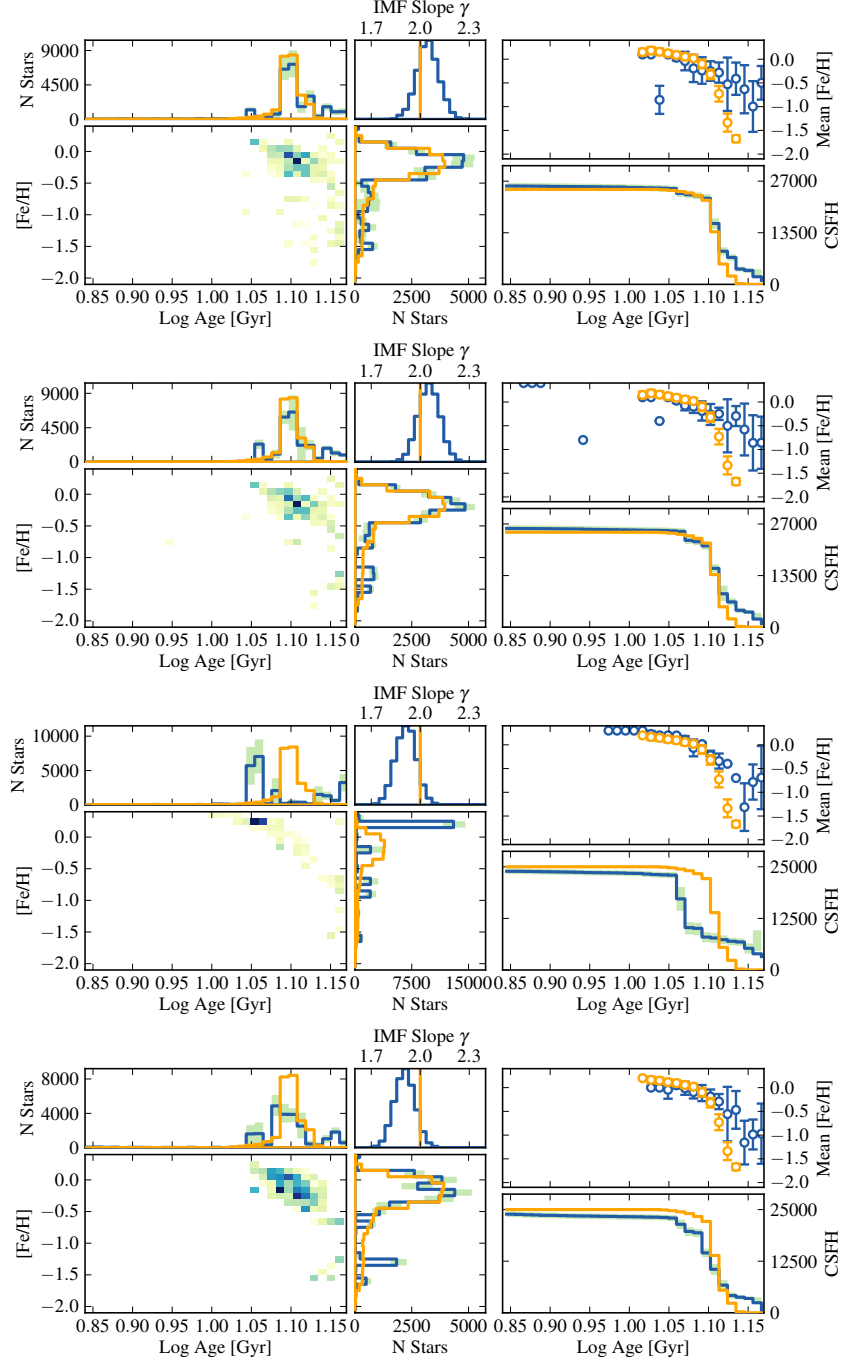 IMF Slope γ
1.7 2.0 2.3
9000
4500
0
N Stars
0.0
−0.5
−1.0
−1.5
−2.0
Mean [Fe/H]
0.0
−0.5
−1.0
−1.5
−2.0
[Fe/H]
27000
13500
0
CSFH
0.85 0.90 0.95 1.00 1.05 1.10 1.15
0 2500 5000
0.85 0.90 0.95 1.00 1.05 1.10 1.15
Log Age [Gyr]
N Stars
Log Age [Gyr]
IMF Slope γ
1.7 2.0 2.3
9000
4500
0
N Stars
0.0
−0.5
−1.0
−1.5
−2.0
Mean [Fe/H]
0.0
−0.5
−1.0
−1.5
−2.0
[Fe/H]
27000
13500
0
CSFH
0.85 0.90 0.95 1.00 1.05 1.10 1.15
0 2500 5000
0.85 0.90 0.95 1.00 1.05 1.10 1.15
Log Age [Gyr]
N Stars
Log Age [Gyr]
IMF Slope γ
1.7 2.0 2.3
10000
5000
0
N Stars
0.0
−0.5
−1.0
−1.5
−2.0
Mean [Fe/H]
0.0
−0.5
−1.0
−1.5
−2.0
[Fe/H]
25000
12500
0
CSFH
0.85 0.90 0.95 1.00 1.05 1.10 1.15
0 7500 15000
0.85 0.90 0.95 1.00 1.05 1.10 1.15
Log Age [Gyr]
N Stars
Log Age [Gyr]
IMF Slope γ
1.7 2.0 2.3
8000
4000
0
N Stars
0.0
−0.5
−1.0
−1.5
−2.0
Mean [Fe/H]
0.0
−0.5
−1.0
−1.5
−2.0
[Fe/H]
25000
12500
0
CSFH
0.85 0.90 0.95 1.00 1.05 1.10 1.15
0 2500 5000
0.85 0.90 0.95 1.00 1.05 1.10 1.15
Log Age [Gyr]
N Stars
Log Age [Gyr]